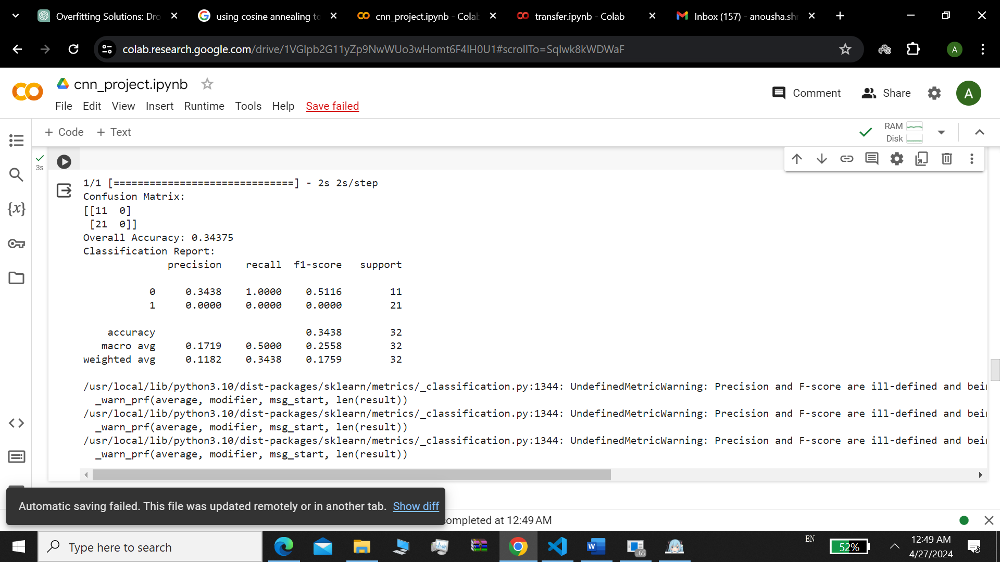 Overfitting Solutions: Dro
using cosine annealing to
cnn_project.ipynb - Colab
transfer.ipynb - Colab
Inbox (157) - anousha.shr
colab.research.google.com/drive/1VGlpb2G11yZp9NwWUo3wHomt6F4lH0U1#scrollTo=Sqlwk8kWDWaF
A
cnn_project.ipynb
Comment
Share
A
File Edit View Insert Runtime Tools Help Save failed
+ Code + Text
RAM
Disk
3s
1/1 [==============================] - 2s 2s/step
Confusion Matrix:
[[11  0]
 [21  0]]
Overall Accuracy: 0.34375
Classification Report:
              precision    recall  f1-score   support

           0     0.3438    1.0000    0.5116        11
           1     0.0000    0.0000    0.0000        21

    accuracy                         0.3438        32
   macro avg     0.1719    0.5000    0.2558        32
weighted avg     0.1182    0.3438    0.1759        32

/usr/local/lib/python3.10/dist-packages/sklearn/metrics/_classification.py:1344: UndefinedMetricWarning: Precision and F-score are ill-defined and bein
  _warn_prf(average, modifier, msg_start, len(result))
/usr/local/lib/python3.10/dist-packages/sklearn/metrics/_classification.py:1344: UndefinedMetricWarning: Precision and F-score are ill-defined and bein
  _warn_prf(average, modifier, msg_start, len(result))
/usr/local/lib/python3.10/dist-packages/sklearn/metrics/_classification.py:1344: UndefinedMetricWarning: Precision and F-score are ill-defined and bein
  _warn_prf(average, modifier, msg_start, len(result))
{x}
Automatic saving failed. This file was updated remotely or in another tab. Show diff
completed at 12:49 AM
Type here to search
W
..65
EN
52%
12:49 AM
4/27/2024